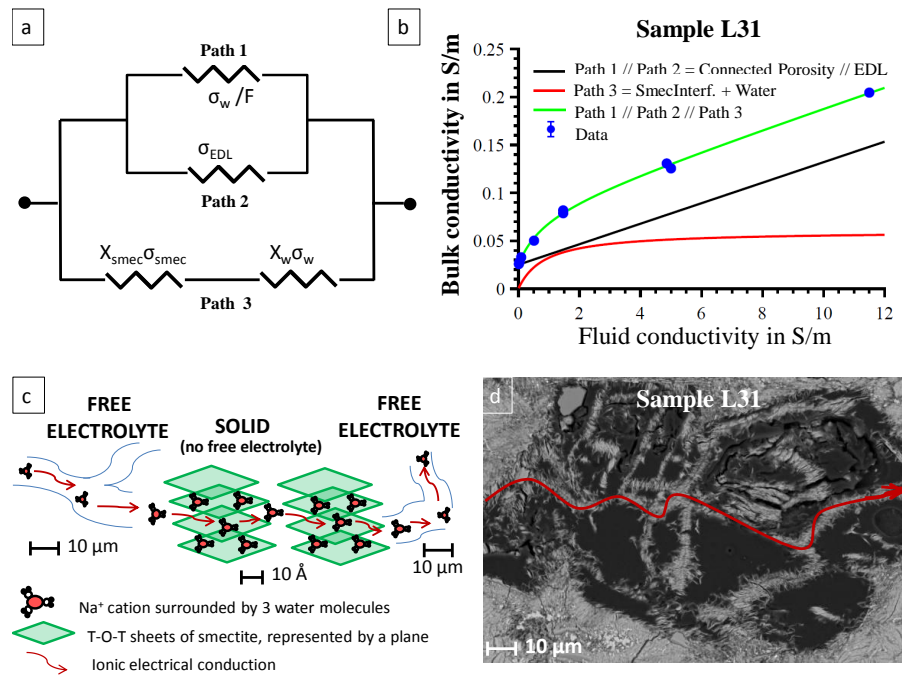 a
Path 1
σw /F
σEDL
Path 2
Xsmecσsmec
Xwσw
Path 3
b
Sample L31
Bulk conductivity in S/m
0.25
0.2
0.15
0.1
0.05
0
Path 1 // Path 2 = Connected Porosity // EDL
Path 3 = SmecInterf. + Water
Path 1 // Path 2 // Path 3
Data
0 2 4 6 8 10 12
Fluid conductivity in S/m
c
FREE
ELECTROLYTE
SOLID
(no free electrolyte)
FREE
ELECTROLYTE
10 µm
10 Å
10 µm
Na+ cation surrounded by 3 water molecules
T-O-T sheets of smectite, represented by a plane
Ionic electrical conduction
d
Sample L31
10 µm